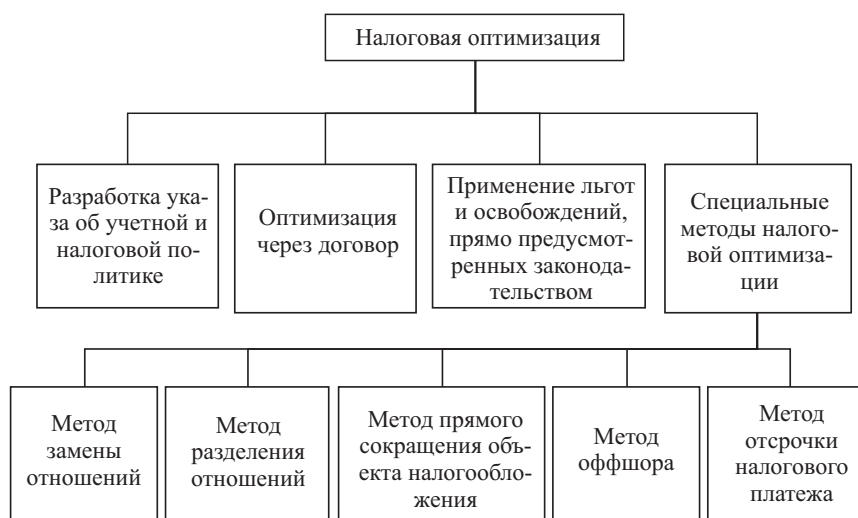 Налоговая оптимизация
Разработка ука-
за об учетной и
налоговой по-
литике
Оптимизация
через договор
Применение льгот
и освобождений,
прямо предусмот-
ренных законода-
тельством
Специальные
методы налого-
вой оптимиза-
ции
Метод
замены
отношений
Метод
разделения
отношений
Метод прямого
сокращения объ-
екта налогообло-
жения
Метод
оффшора
Метод
отсрочки
налогового
платежа